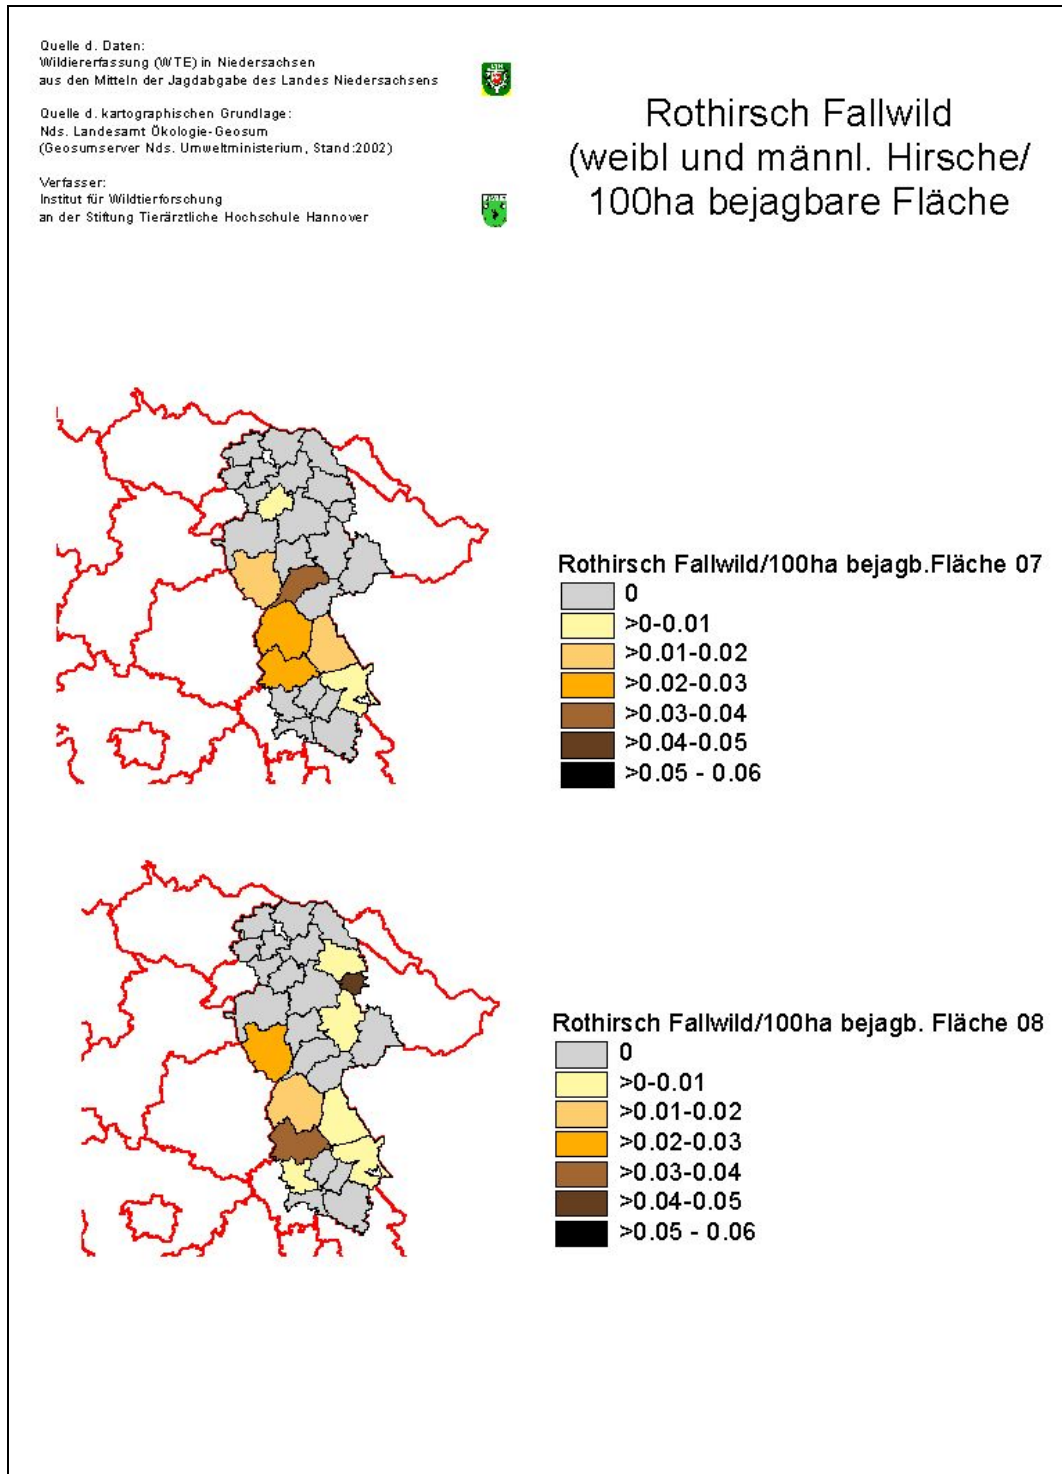 Quelle d. Daten:
Wildiererfassung (WTE) in Niedersachsen
aus den Mitteln der Jagdabgabe des Landes Niedersachsens
Quelle d. kartographischen Grundlage:
Nds. Landesamt Ökologie-Geosum
(Geosumserver Nds. Umweltministerium, Stand:2002)
Verfasser:
Institut für Wildtierforschung
an der Stiftung Tierärztliche Hochschule Hannover
Rothirsch Fallwild
(weibl und männl. Hirsche/
100ha bejagbare Fläche
Rothirsch Fallwild/100ha bejagb.Fläche 07
0
>0-0.01
>0.01-0.02
>0.02-0.03
>0.03-0.04
>0.04-0.05
>0.05 - 0.06
Rothirsch Fallwild/100ha bejagb. Fläche 08
0
>0-0.01
>0.01-0.02
>0.02-0.03
>0.03-0.04
>0.04-0.05
>0.05 - 0.06